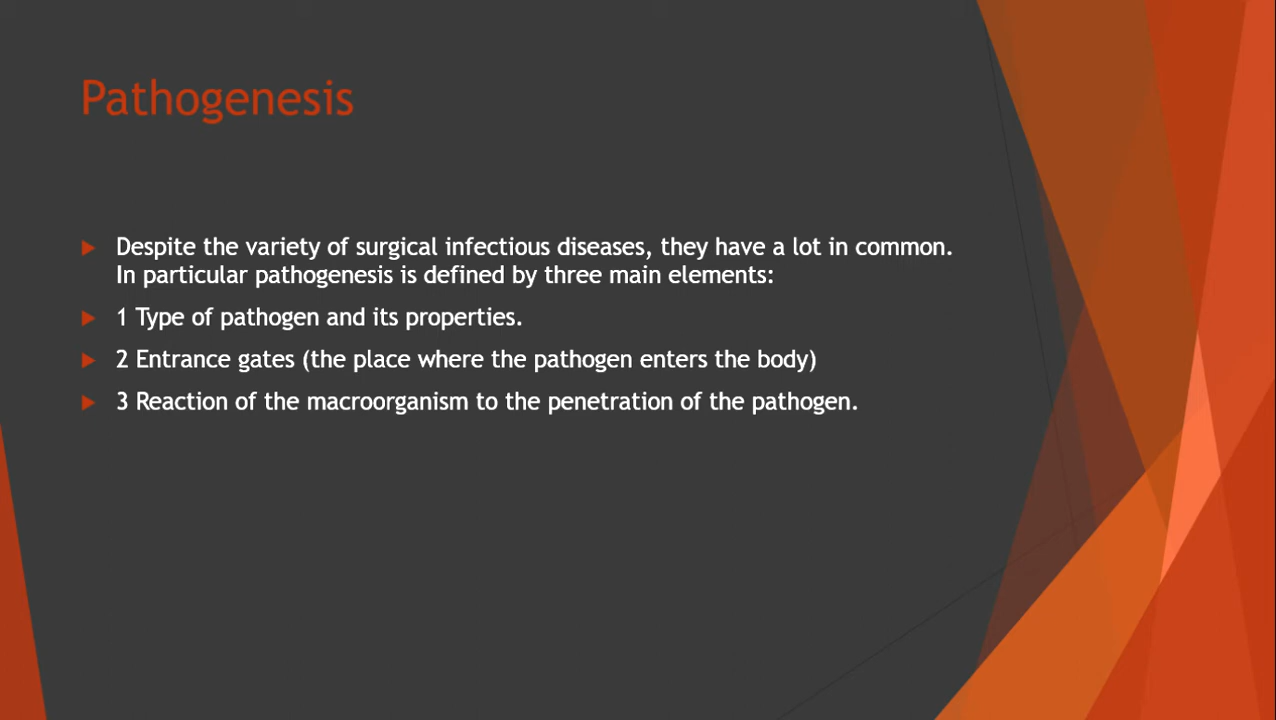 Pathogenesis
Despite the variety of surgical infectious diseases, they have a lot in common.
In particular pathogenesis is defined by three main elements:
1 Type of pathogen and its properties.
2 Entrance gates (the place where the pathogen enters the body)
3 Reaction of the macroorganism to the penetration of the pathogen.